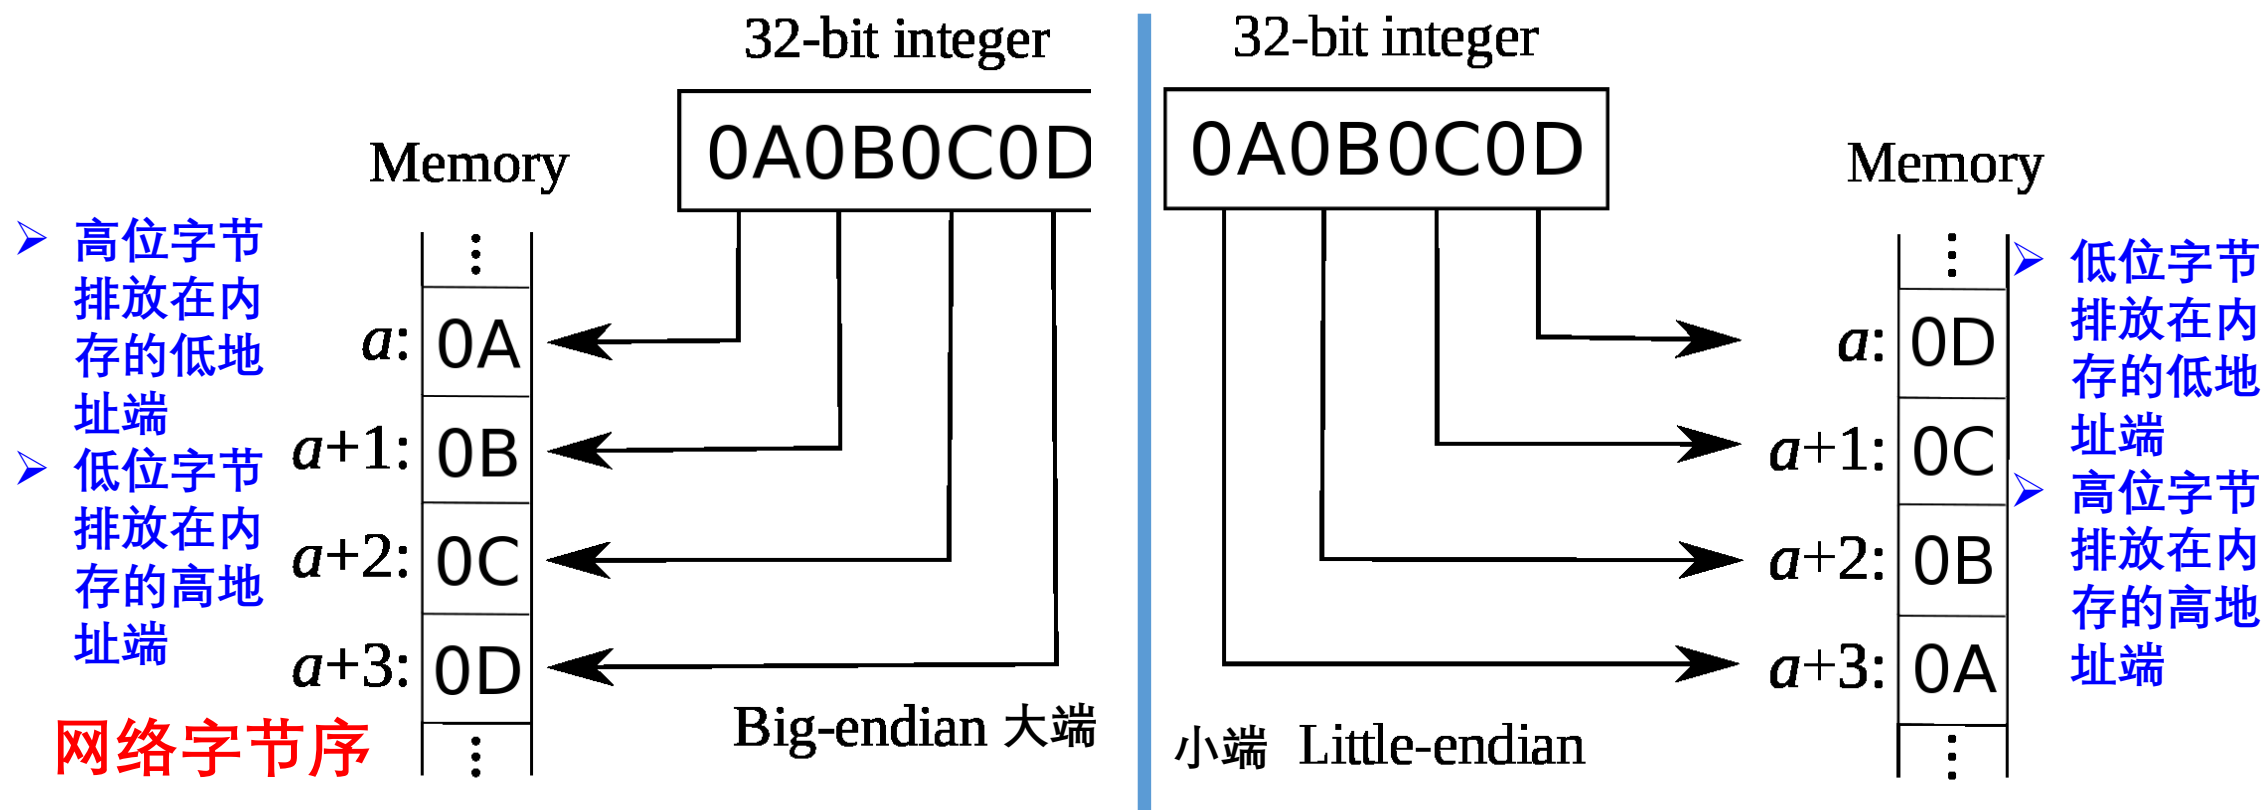 32-bit integer
0A0B0C0D
Memory
➢ 高位字节
排放在内
存的低地
址端
➢ 低位字节
排放在内
存的高地
址端
a: 0A
a+1: 0B
a+2: 0C
a+3: 0D
网络字节序
Big-endian 大端
32-bit integer
0A0B0C0D
Memory
a: 0D
a+1: 0C
a+2: 0B
a+3: 0A
➢ 低位字节
排放在内
存的低地
址端
➢ 高位字节
排放在内
存的高地
址端
小端 Little-endian